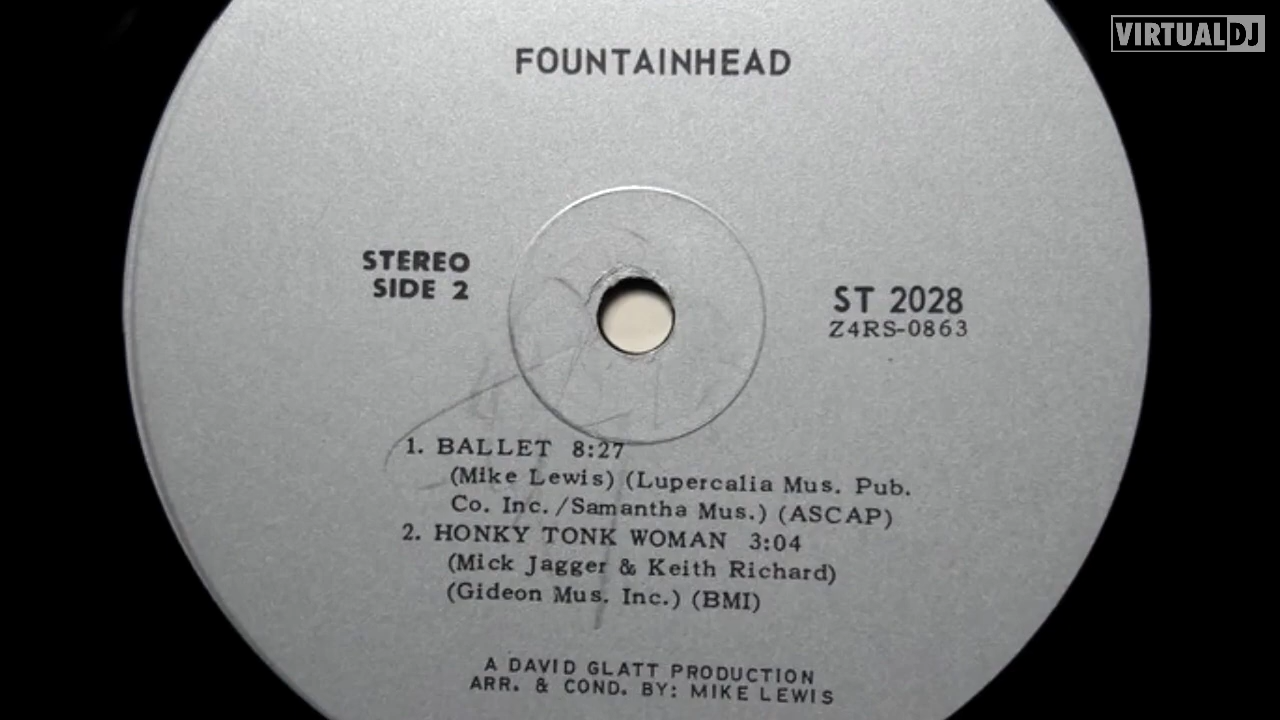 VIRTUALDJ
FOUNTAINHEAD
STEREO
SIDE 2
ST 2028
Z4RS-0863
1. BALLET 8:27
(Mike Lewis) (Lupercalia Mus. Pub.
Co. Inc./Samantha Mus.) (ASCAP)
2. HONKY TONK WOMAN 3:04
(Mick Jagger & Keith Richard)
(Gideon Mus. Inc.) (BMI)
A DAVID GLATT PRODUCTION
ARR. & COND. BY: MIKE LEWIS